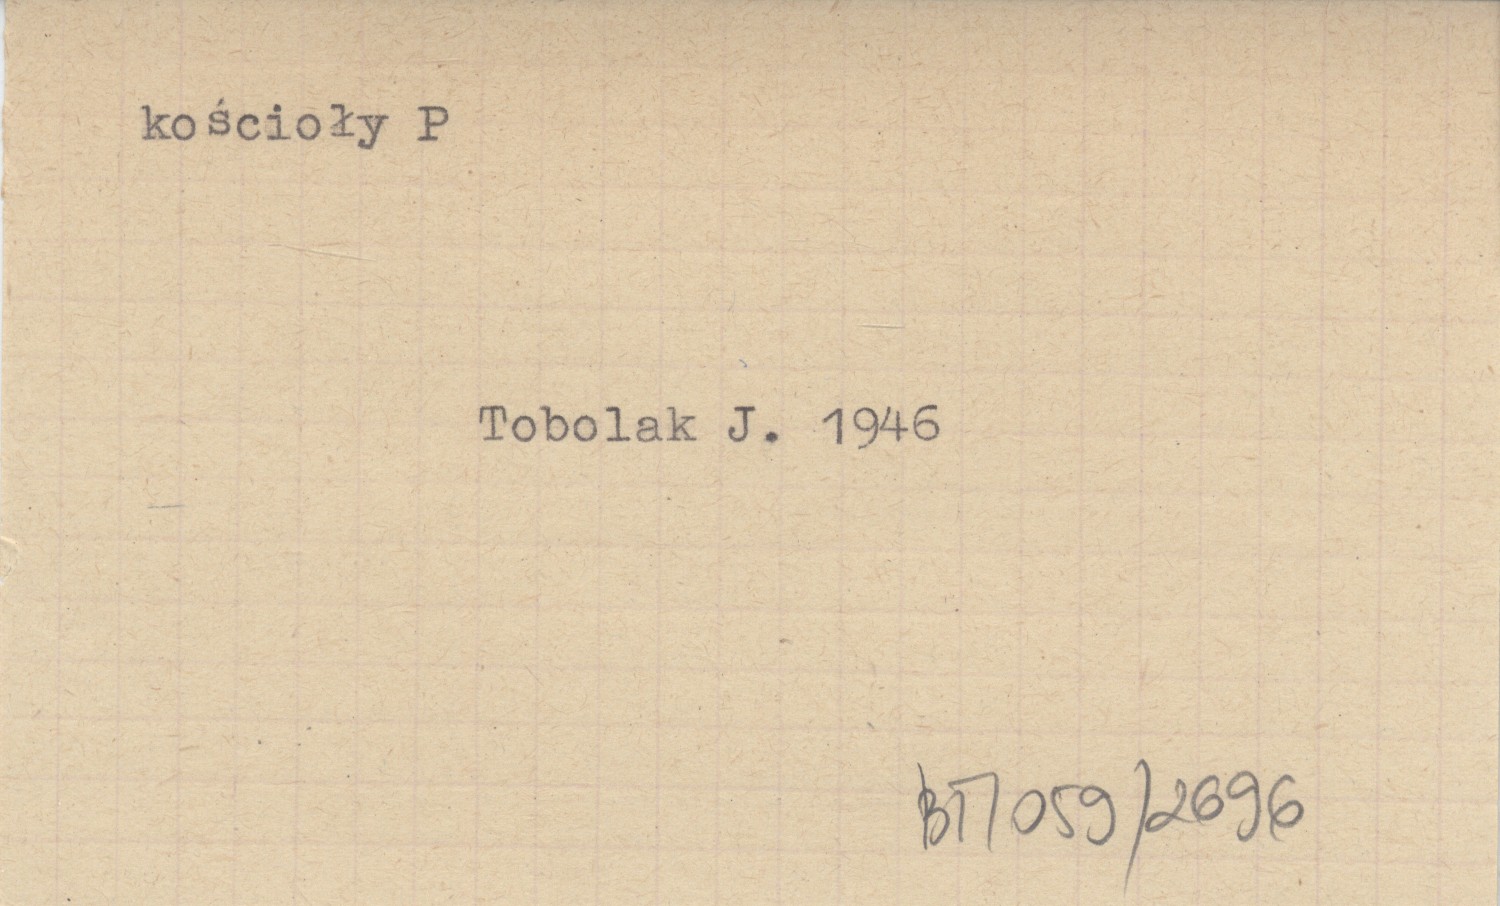 kościoły P
Tobolak J. 1946
BT/059/2696